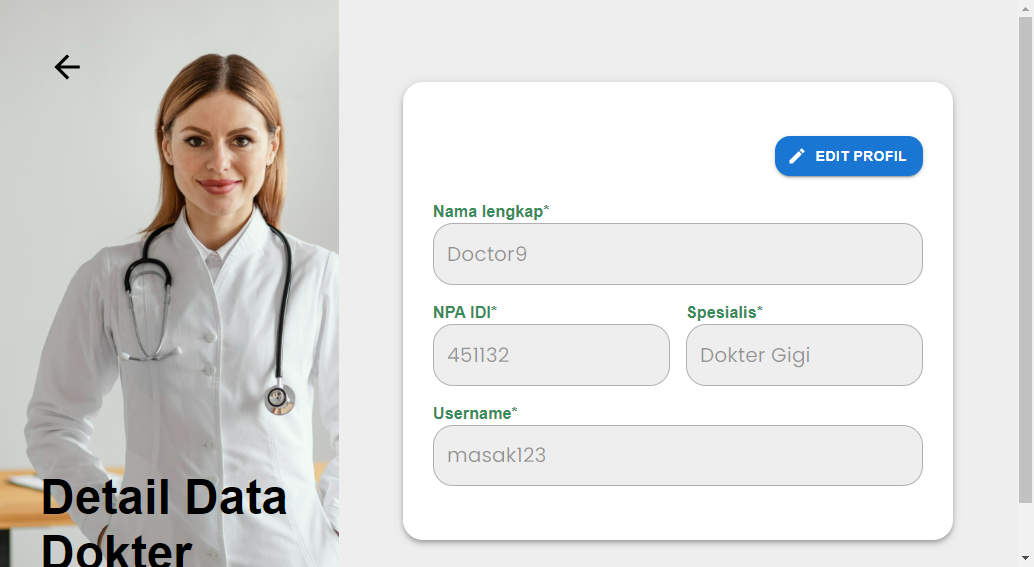 Detail Data
Dokter
EDIT PROFIL
Nama lengkap*
Doctor9
NPA IDI*
Spesialis*
451132
Dokter Gigi
Username*
masak123